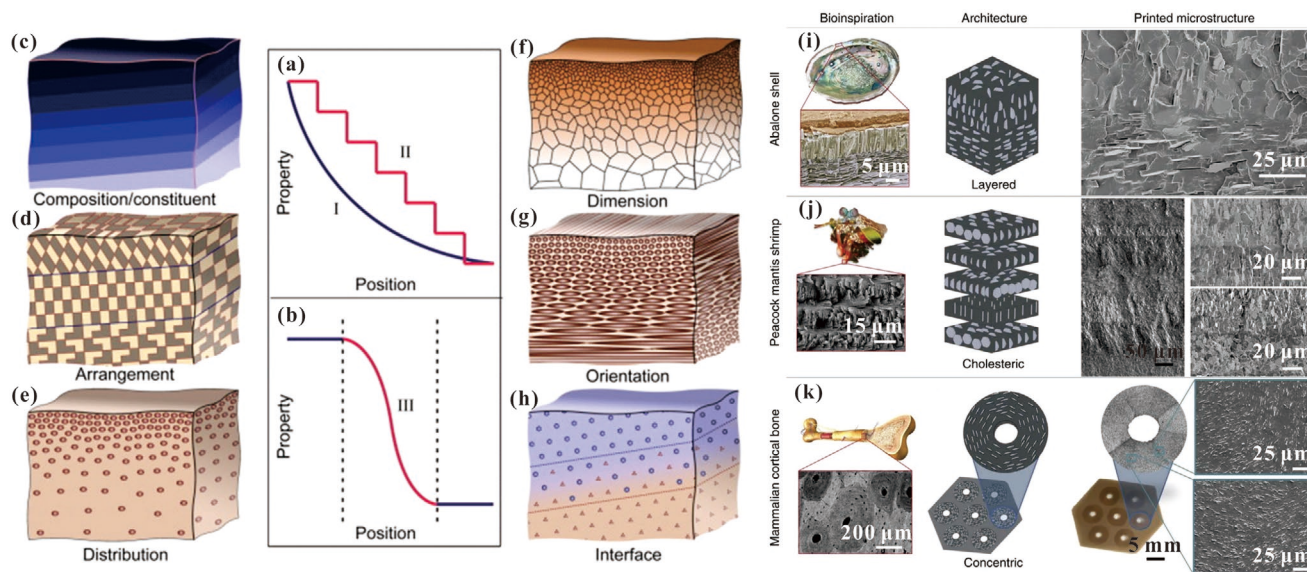 (c)
Composition/constituent
(d)
Arrangement
(e)
Distribution
(a)
Property
I
II
Position
(b)
Property
III
Position
(f)
Dimension
(g)
Orientation
(h)
Interface
Bioinspiration
Architecture
Printed microstructure
Abalone shell
(i)
5 μm
Layered
25 μm
Peacock mantis shrimp
(j)
15 μm
Cholesteric
50 μm
20 μm
20 μm
Mammalian cortical bone
(k)
200 μm
Concentric
5 mm
25 μm
25 μm